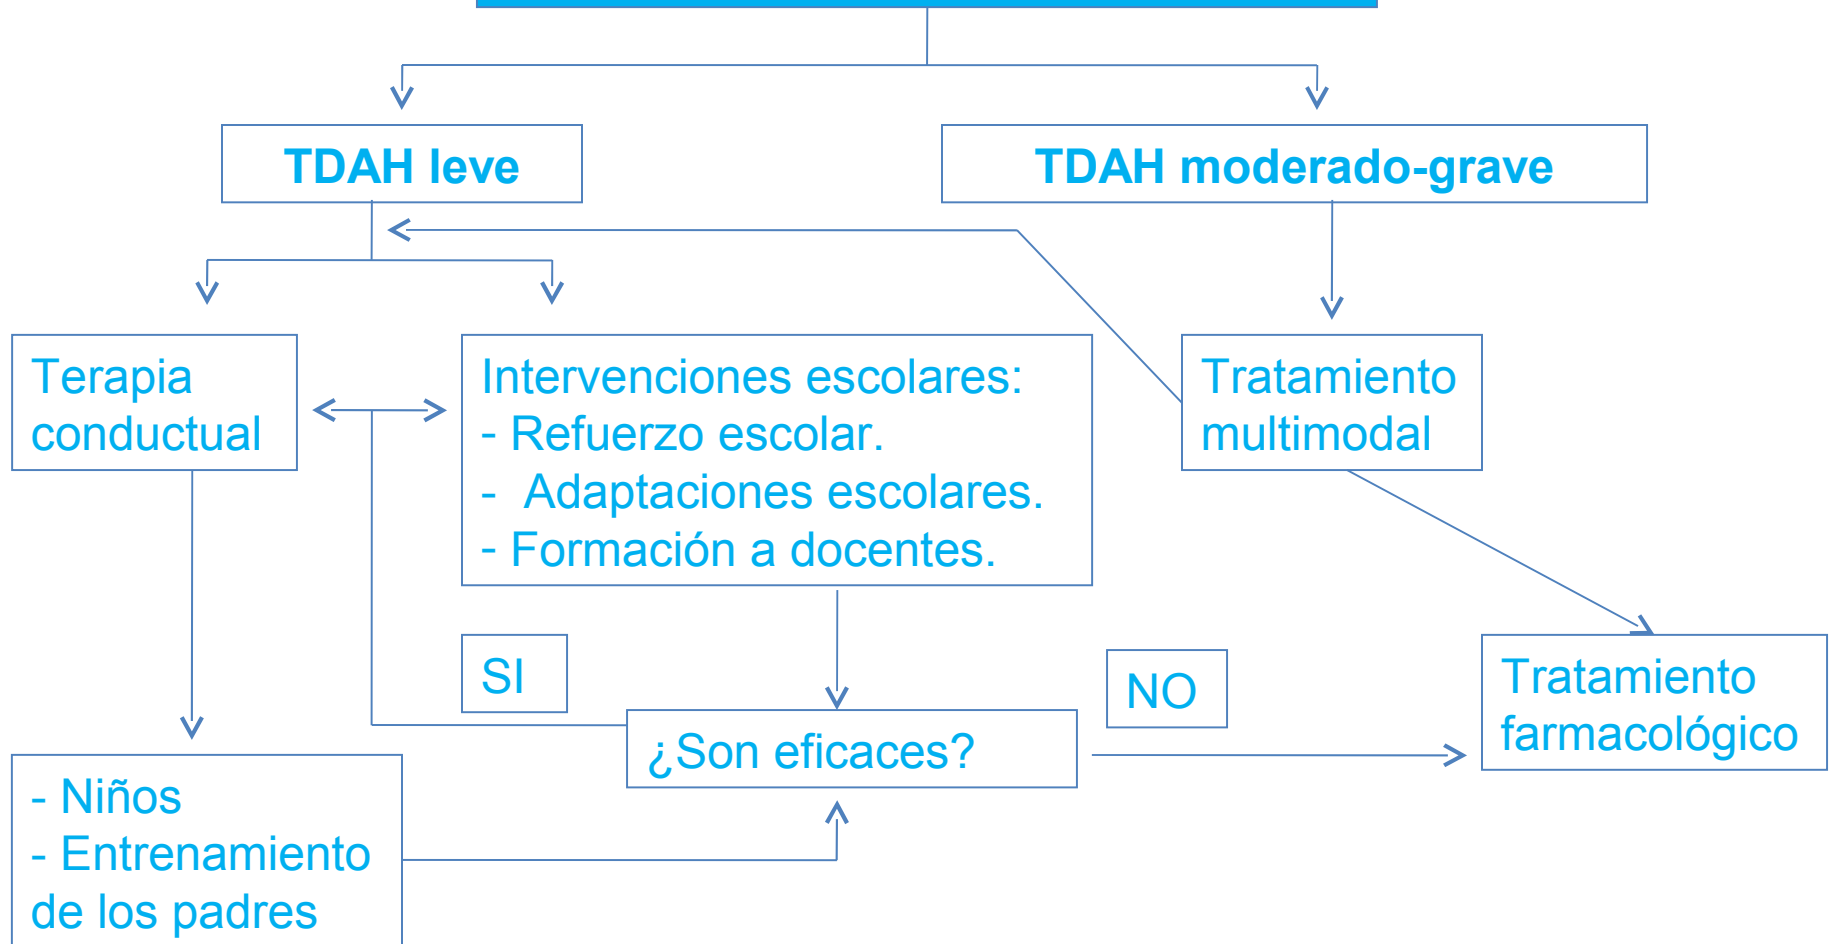 TDAH leve
TDAH moderado-grave
Terapia
conductual
Intervenciones escolares:
- Refuerzo escolar.
- Adaptaciones escolares.
- Formación a docentes.
Tratamiento
multimodal
SI
NO
Tratamiento
farmacológico
¿Son eficaces?
- Niños
- Entrenamiento
de los padres